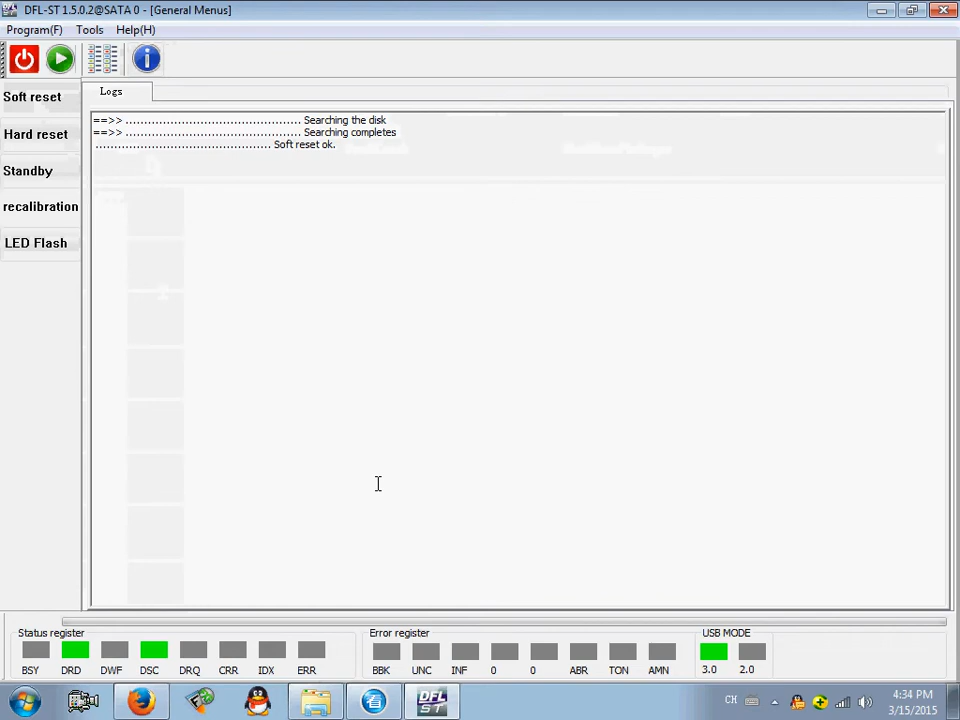 DFL-ST 1.5.0.2@SATA 0 - [General Menus]
Program(F) Tools Help(H)
Soft reset
Hard reset
Standby
recalibration
LED Flash
Logs
==>> ............................................... Searching the disk
==>> ............................................... Searching completes
............................................... Soft reset ok.
Status register
BSY DRD DWF DSC DRQ CRR IDX ERR
Error register
BBK UNC INF 0 0 ABR TON AMN
USB MODE
3.0 2.0
看
DFL
ST
CH
4:34 PM
3/15/2015